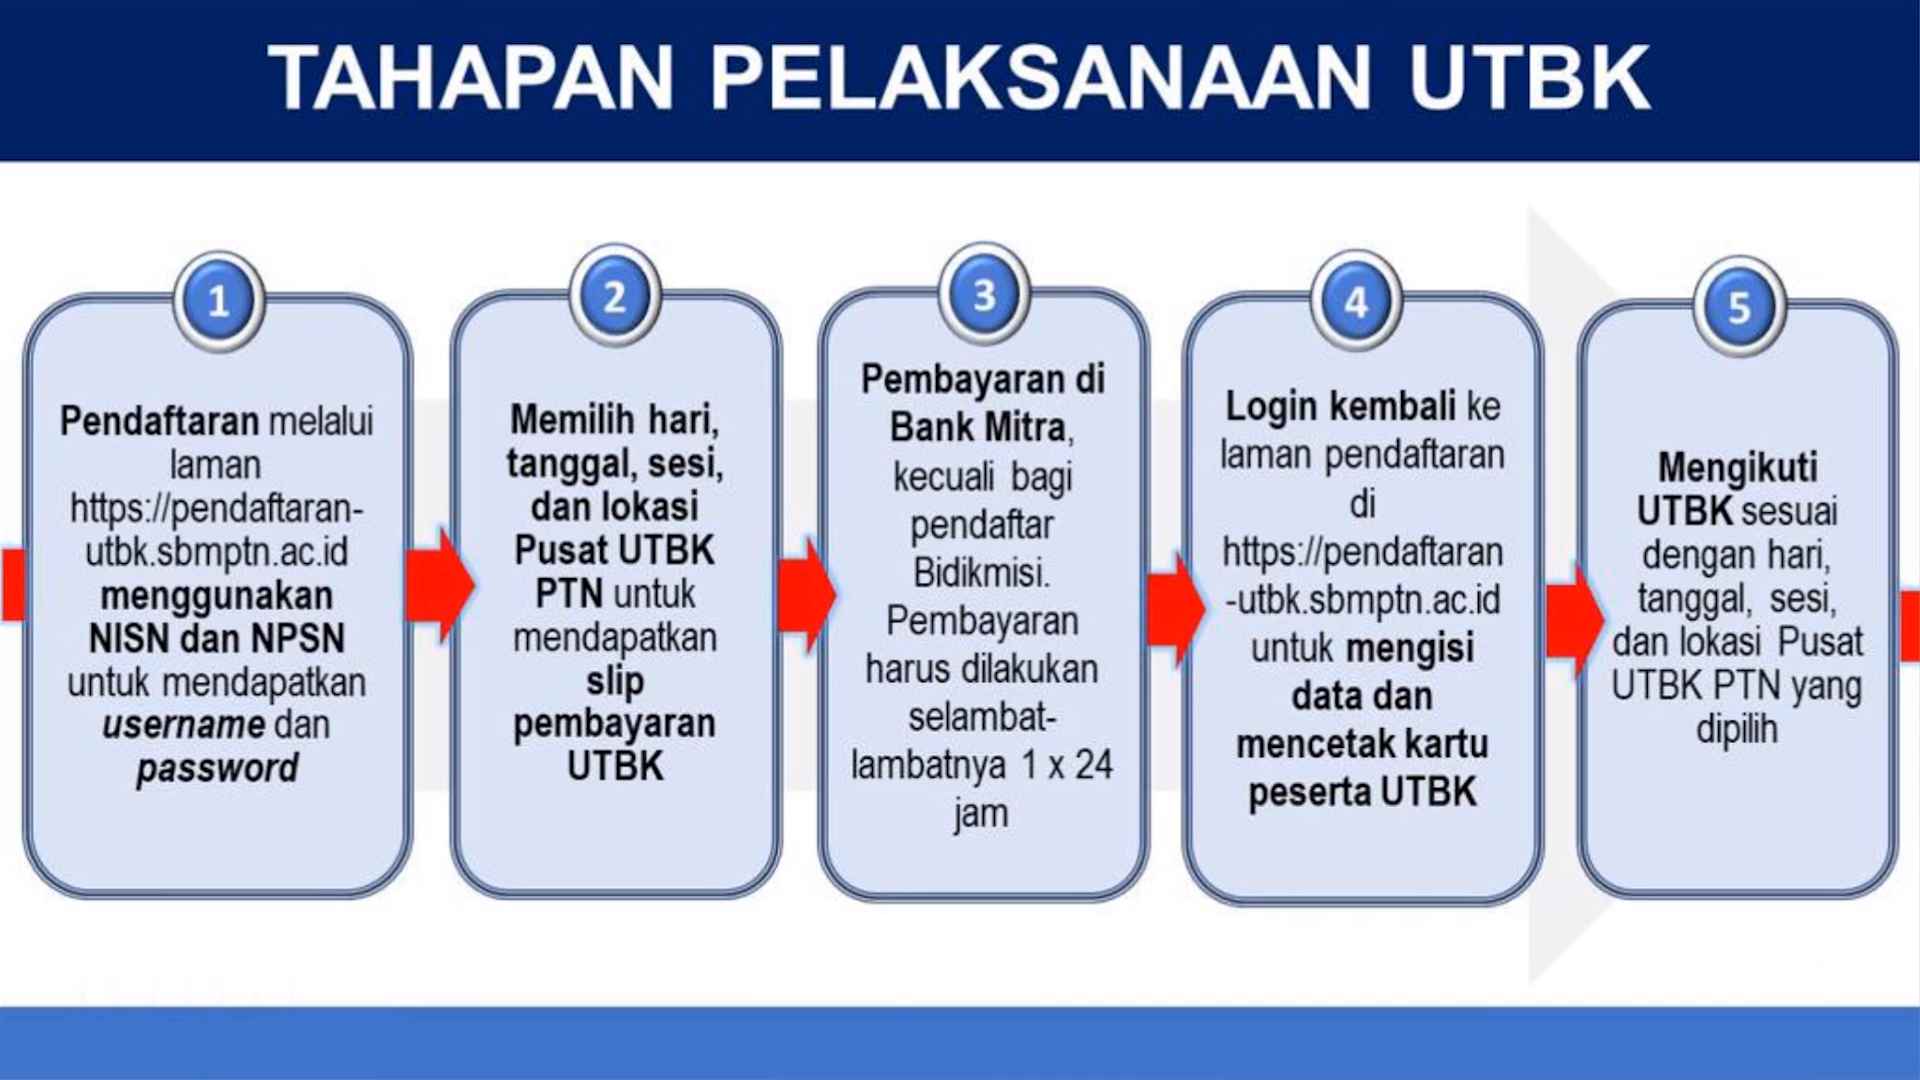 TAHAPAN PELAKSANAAN UTBK
1
Pendaftaran melalui
laman
https://pendaftaran-
utbk.sbmptn.ac.id
menggunakan
NISN dan NPSN
untuk mendapatkan
username dan
password
2
Memilih hari,
tanggal, sesi,
dan lokasi
Pusat UTBK
PTN untuk
mendapatkan
slip
pembayaran
UTBK
3
Pembayaran di
Bank Mitra,
kecuali bagi
pendaftar
Bidikmisi.
Pembayaran
harus dilakukan
selambat-
lambatnya 1 x 24
jam
4
Login kembali ke
laman pendaftaran
di
https://pendaftaran
-utbk.sbmptn.ac.id
untuk mengisi
data dan
mencetak kartu
peserta UTBK
5
Mengikuti
UTBK sesuai
dengan hari,
tanggal, sesi,
dan lokasi Pusat
UTBK PTN yang
dipilih